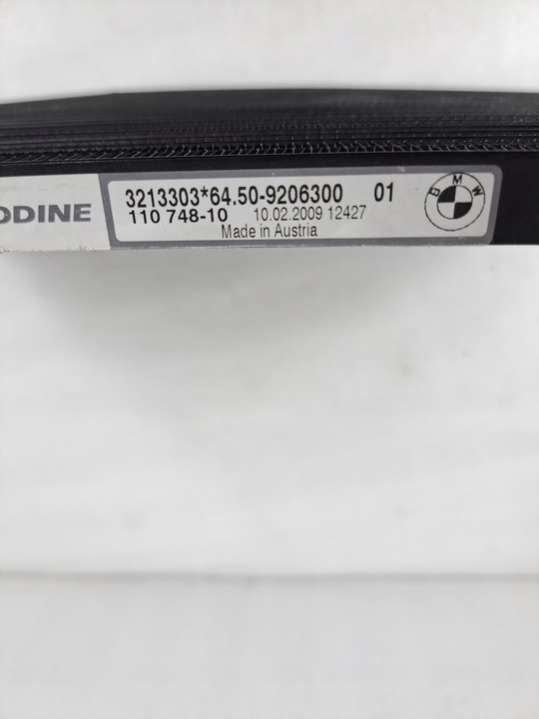 ODINE
3213303*64.50-9206300 01
110 748-10 10.02.2009 12427
Made in Austria
BMW